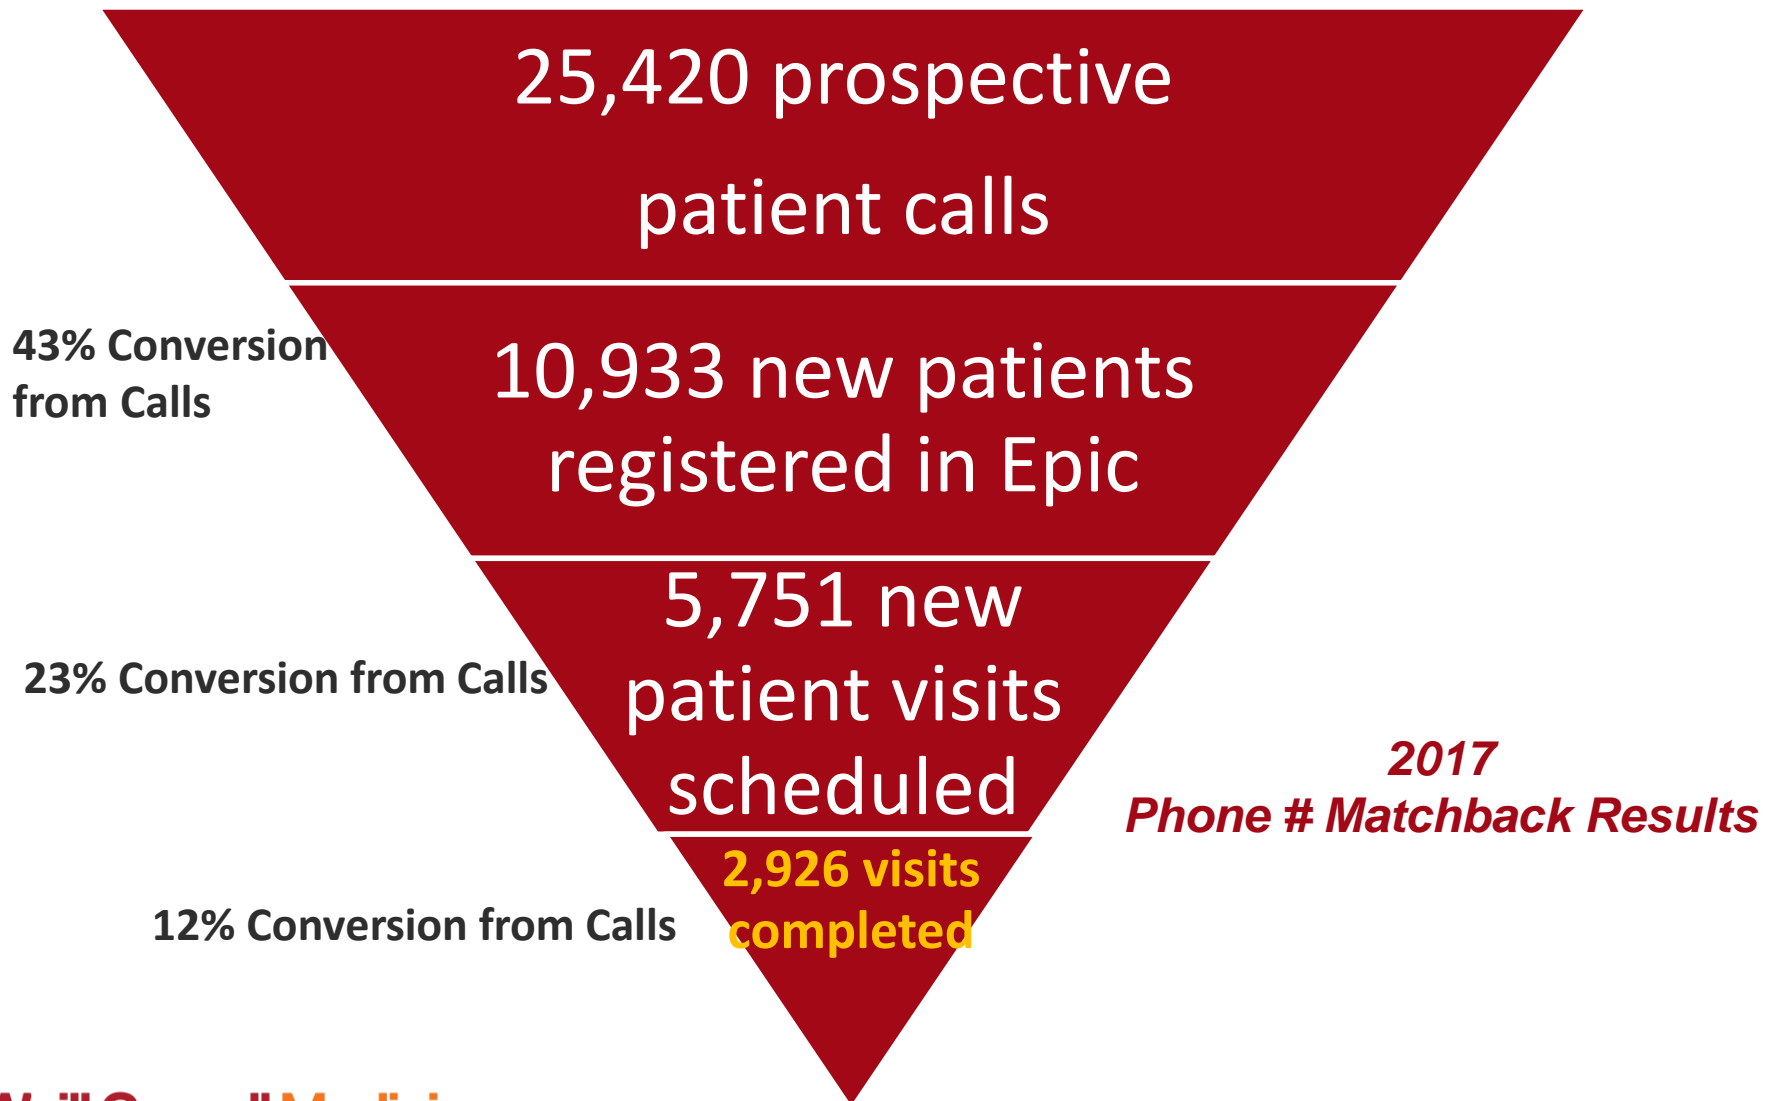 25,420 prospective
patient calls
43% Conversion
from Calls
10,933 new patients
registered in Epic
23% Conversion from Calls
5,751 new
patient visits
scheduled
2017
Phone # Matchback Results
12% Conversion from Calls
2,926 visits
completed